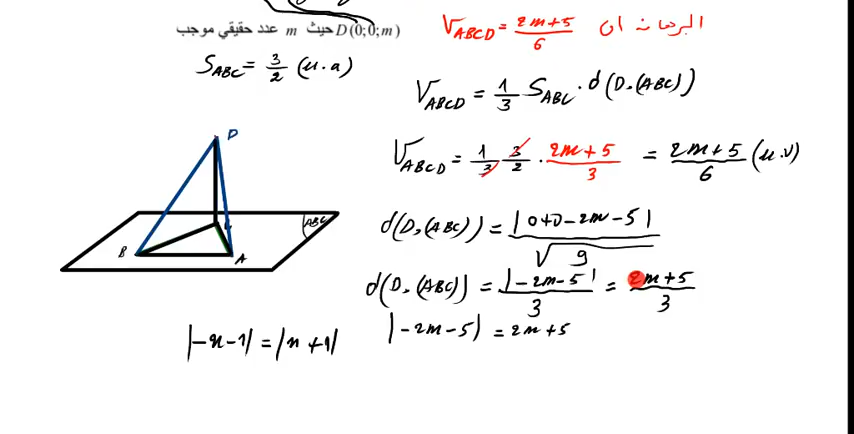 البرهان ان V_ABCD = (2m+5)/6
حيث m عدد حقيقي موجب D(0;0;m)
S_ABC = 3/2 (u.a)
V_ABCD = 1/3 S_ABC . d(D,(ABC))
V_ABCD = 1/3 3/2 . (2m+5)/3 = (2m+5)/6 (u.v)
D
(ABC)
B
A
d(D,(ABC)) = |0+0-2m-5| / √9
d(D,(ABC)) = |-2m-5| / 3 = (2m+5)/3
|-2m-5| = 2m+5
|-x-1| = |x+1|